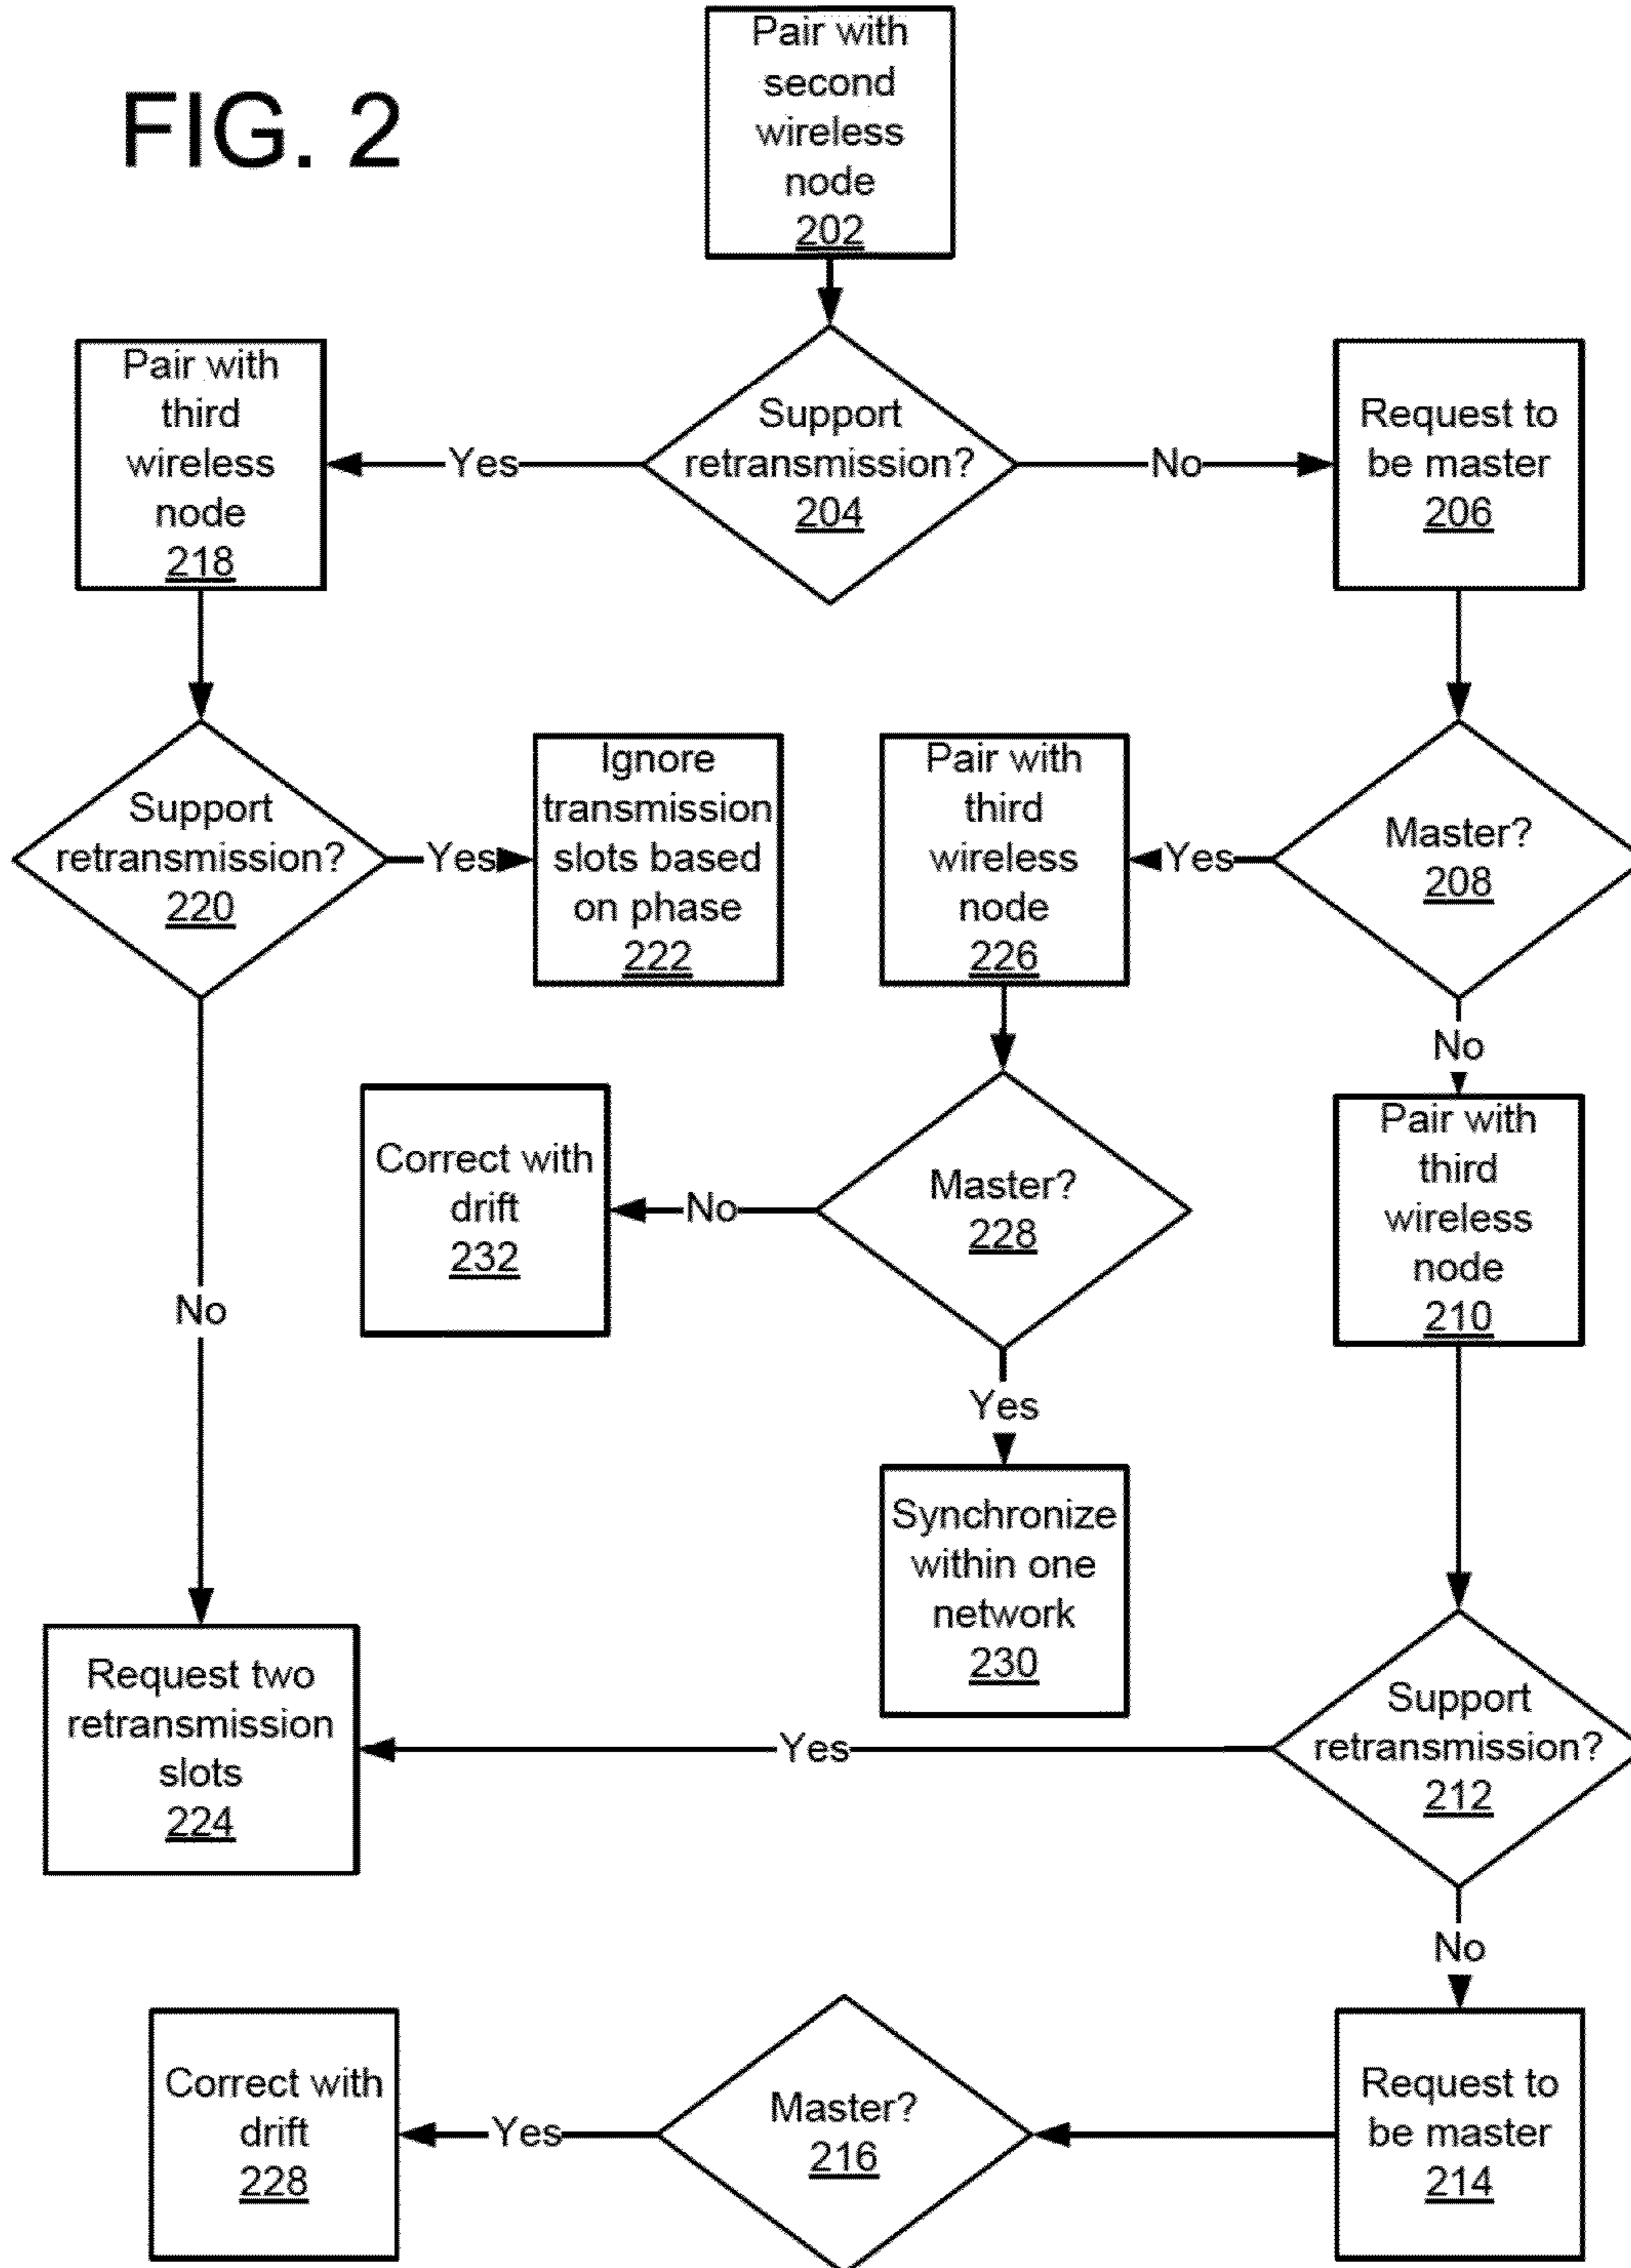 FIG. 2
Pair with
second
wireless
node
202
Support
retransmission?
204
Yes
No
Pair with
third
wireless
node
218
Request to
be master
206
Support
retransmission?
220
Yes
No
Ignore
transmission
slots based
on phase
222
Pair with
third
wireless
node
226
Yes
Master?
208
No
Pair with
third
wireless
node
210
Correct with
drift
232
No
Master?
228
Yes
Synchronize
within one
network
230
Request two
retransmission
slots
224
Yes
Support
retransmission?
212
No
Correct with
drift
228
Yes
Master?
216
Request to
be master
214